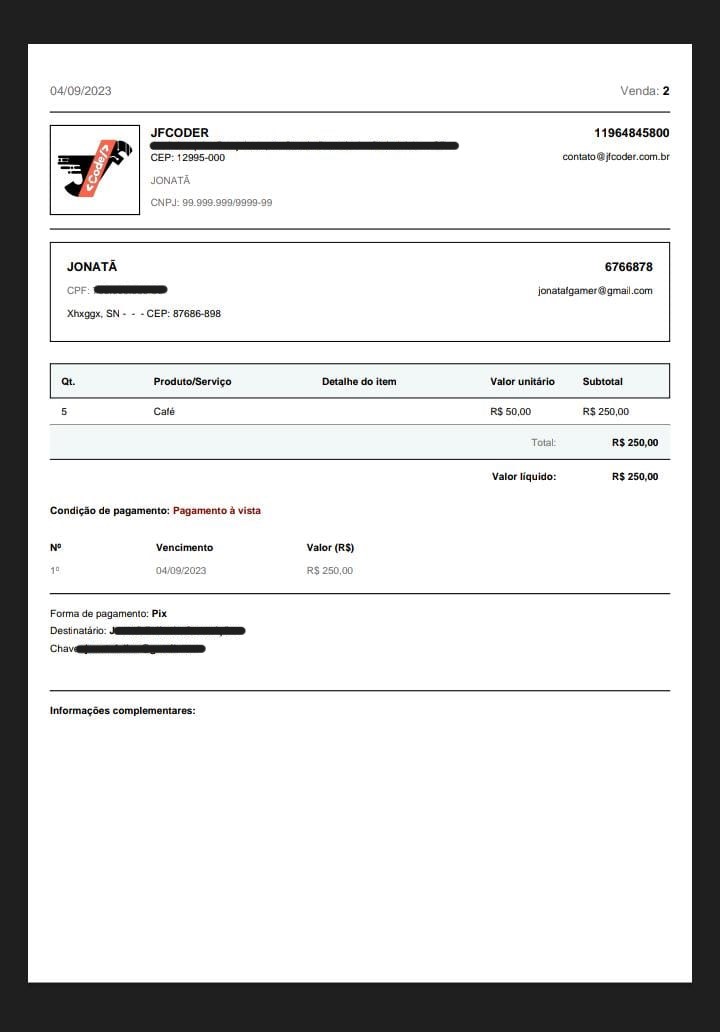 04/09/2023 Venda: 2
JFCODER 11964845800
CEP: 12995-000 contato@jfcoder.com.br
<Code/>
JONATÃ
CNPJ: 99.999.999/9999-99
JONATÃ 6766878
CPF: jonatafgamer@gmail.com
Xhxggx, SN - - - CEP: 87686-898
Qt. Produto/Serviço Detalhe do item Valor unitário Subtotal
5 Café R$ 50,00 R$ 250,00
Total: R$ 250,00
Valor líquido: R$ 250,00
Condição de pagamento: Pagamento à vista
Nº Vencimento Valor (R$)
1º 04/09/2023 R$ 250,00
Forma de pagamento: Pix
Destinatário:
Chave
Informações complementares: